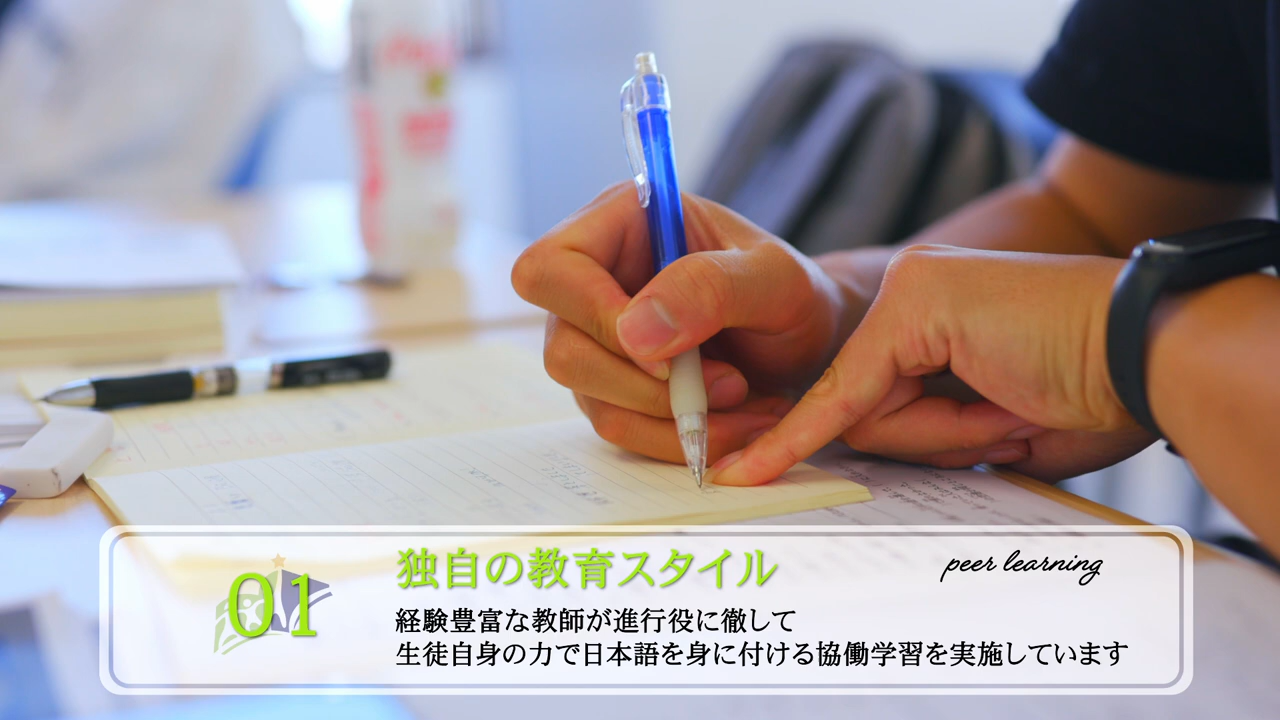 01
独自の教育スタイル
peer learning
経験豊富な教師が進行役に徹して
生徒自身の力で日本語を身に付ける協働学習を実施しています